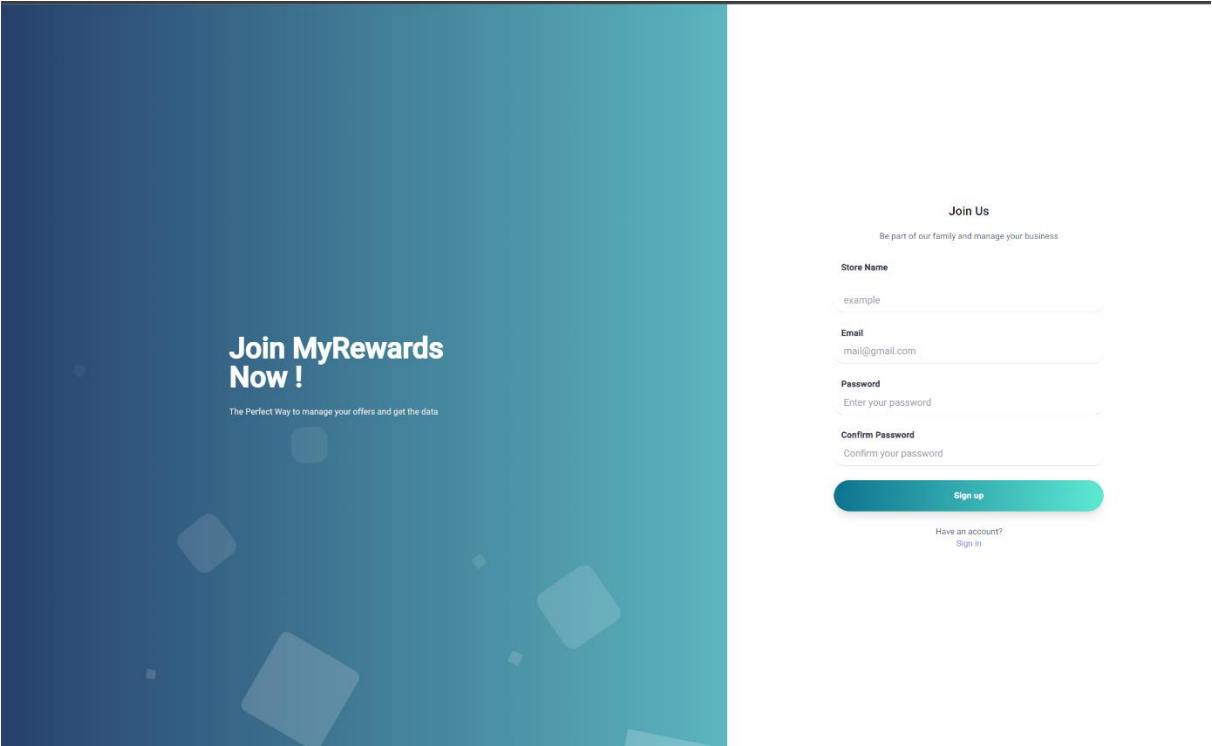 Join MyRewards
Now !
The Perfect Way to manage your offers and get the data
Join Us
Be part of our family and manage your business
Store Name
example
Email
mail@gmail.com
Password
Enter your password
Confirm Password
Confirm your password
Sign up
Have an account?
Sign in